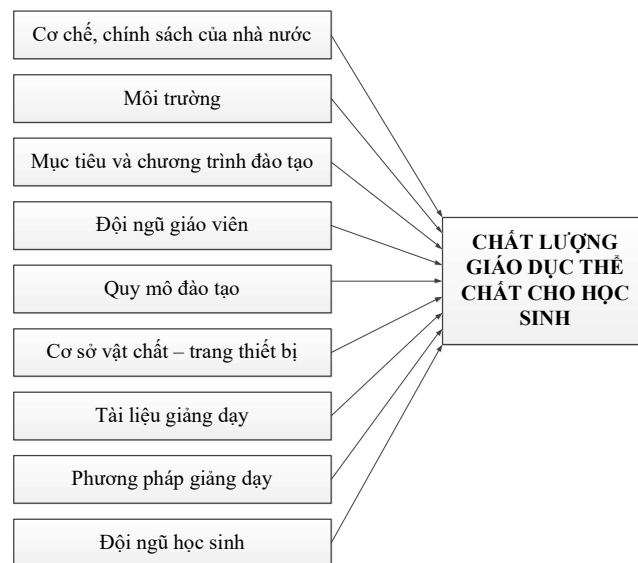 Cơ chế, chính sách của nhà nước
Môi trường
Mục tiêu và chương trình đào tạo
Đội ngũ giáo viên
Quy mô đào tạo
Cơ sở vật chất – trang thiết bị
Tài liệu giảng dạy
Phương pháp giảng dạy
Đội ngũ học sinh
CHẤT LƯỢNG
GIÁO DỤC THỂ
CHẤT CHO HỌC
SINH